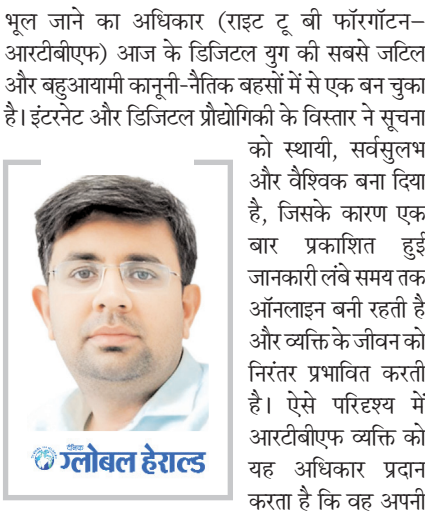 भूल जाने का अधिकार (राइट टू बी फॉरगॉटन–
आरटीबीएफ) आज के डिजिटल युग की सबसे जटिल
और बहुआयामी कानूनी-नैतिक बहसों में से एक बन चुका
है। इंटरनेट और डिजिटल प्रौद्योगिकी के विस्तार ने सूचना
को स्थायी, सर्वसुलभ
और वैश्विक बना दिया
है, जिसके कारण एक
बार प्रकाशित हुई
जानकारी लंबे समय तक
ऑनलाइन बनी रहती है
और व्यक्ति के जीवन को
निरंतर प्रभावित करती
है। ऐसे परिदृश्य में
आरटीबीएफ व्यक्ति को
यह अधिकार प्रदान
करता है कि वह अपनी
दैनिक
ग्लोबल हेराल्ड